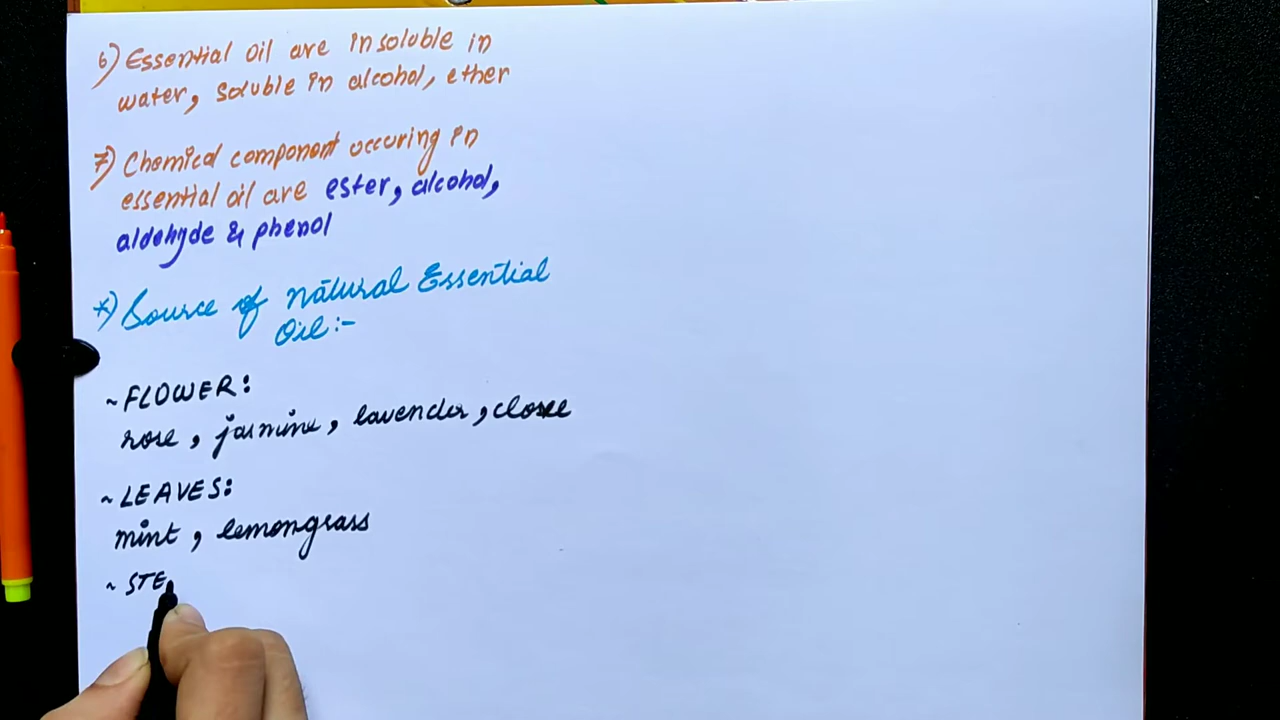 6) Essential oil are insoluble in
water, soluble in alcohol, ether
7) Chemical component occuring in
essential oil are ester, alcohol,
aldehyde & phenol
*) Source of natural Essential
Oil:-
~ FLOWER:
rose, jasmine, lavender, clove
~ LEAVES:
mint, lemongrass
~ STE